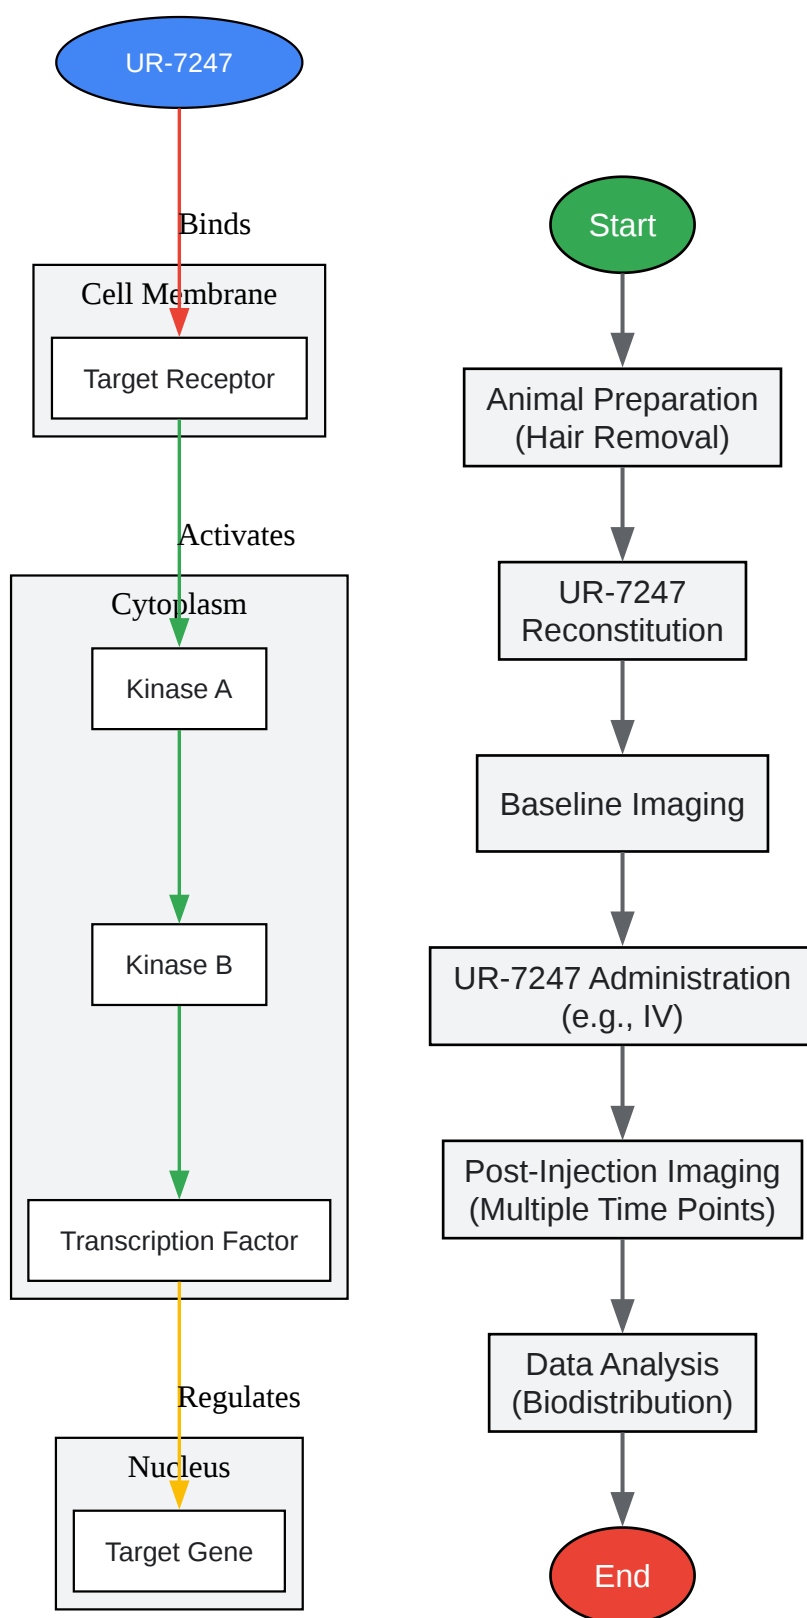 UR-7247
Binds
Cell Membrane
Target Receptor
Activates
Cytoplasm
Kinase A
Kinase B
Transcription Factor
Regulates
Nucleus
Target Gene
Start
Animal Preparation
(Hair Removal)
UR-7247
Reconstitution
Baseline Imaging
UR-7247 Administration
(e.g., IV)
Post-Injection Imaging
(Multiple Time Points)
Data Analysis
(Biodistribution)
End